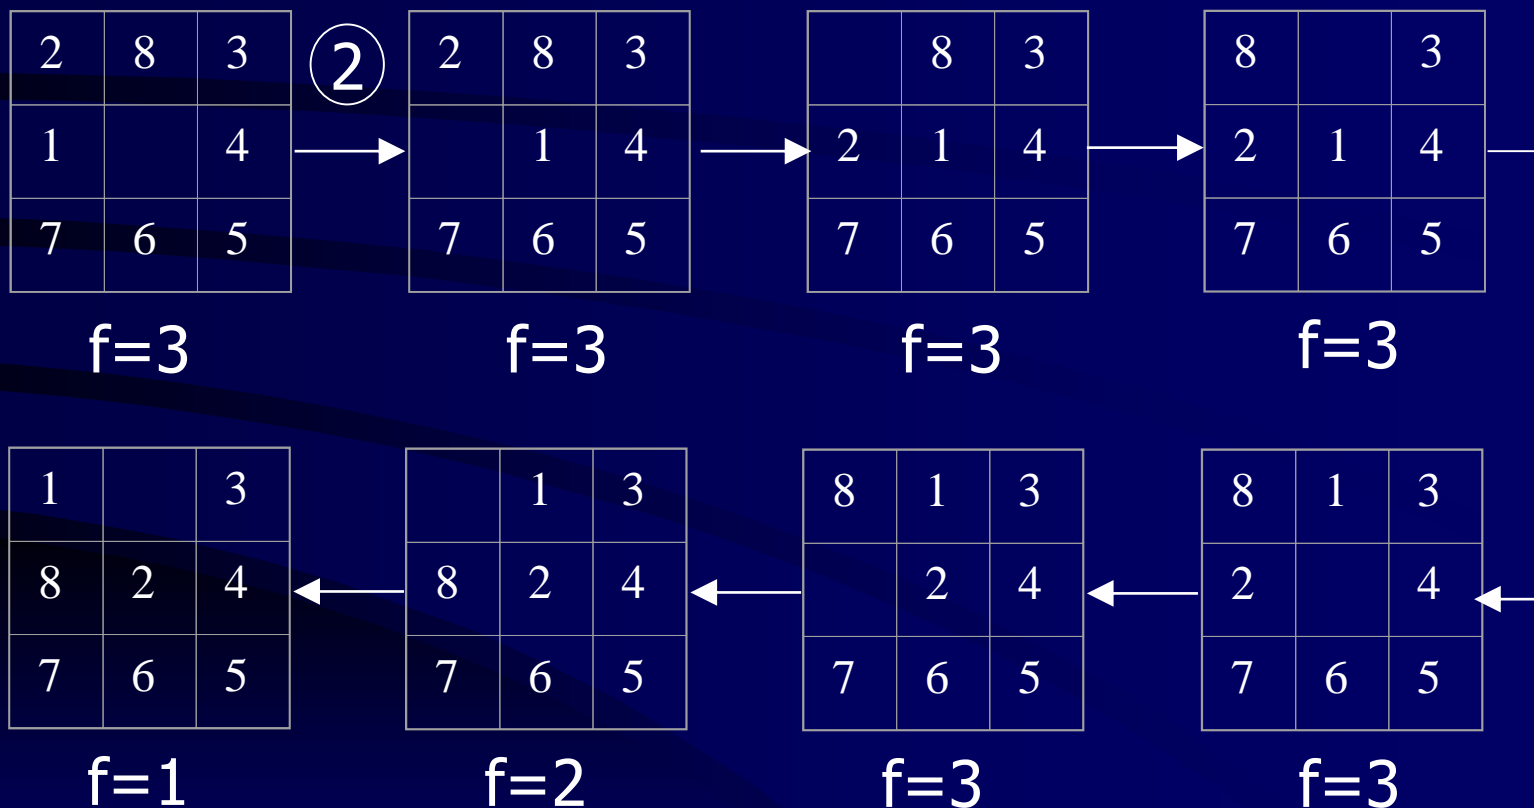 2 8 3 ② 2 8 3 8 3 8 3
1 4 1 4 2 1 4 2 1 4
7 6 5 7 6 5 7 6 5 7 6 5
f=3 f=3 f=3 f=3
1 3 1 3 8 1 3 8 1 3
8 2 4 8 2 4 2 4 2 4
7 6 5 7 6 5 7 6 5 7 6 5
f=1 f=2 f=3 f=3